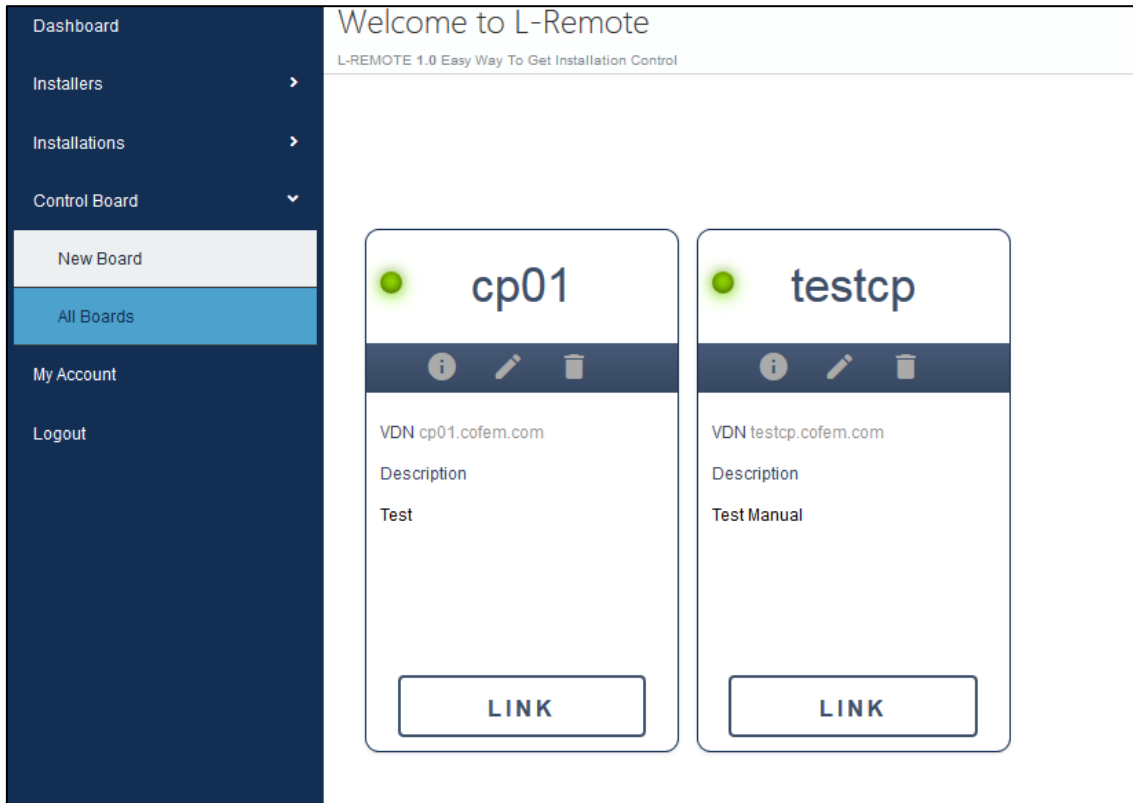 Dashboard
Installers
Installations
Control Board
New Board
All Boards
My Account
Logout
Welcome to L-Remote
L-REMOTE 1.0 Easy Way To Get Installation Control
cp01
VDN cp01.cofem.com
Description
Test
LINK
testcp
VDN testcp.cofem.com
Description
Test Manual
LINK